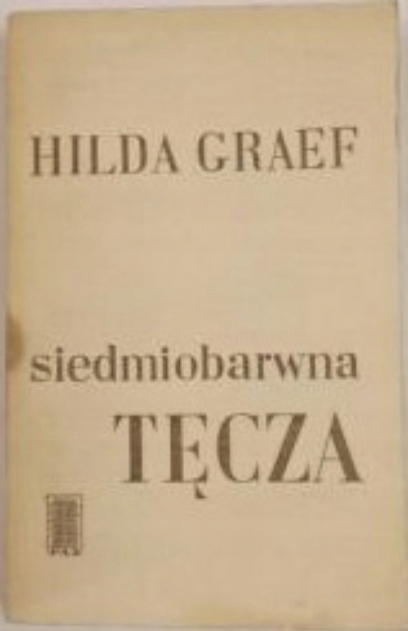 HILDA GRAEF
siedmiobarwna
TĘCZA